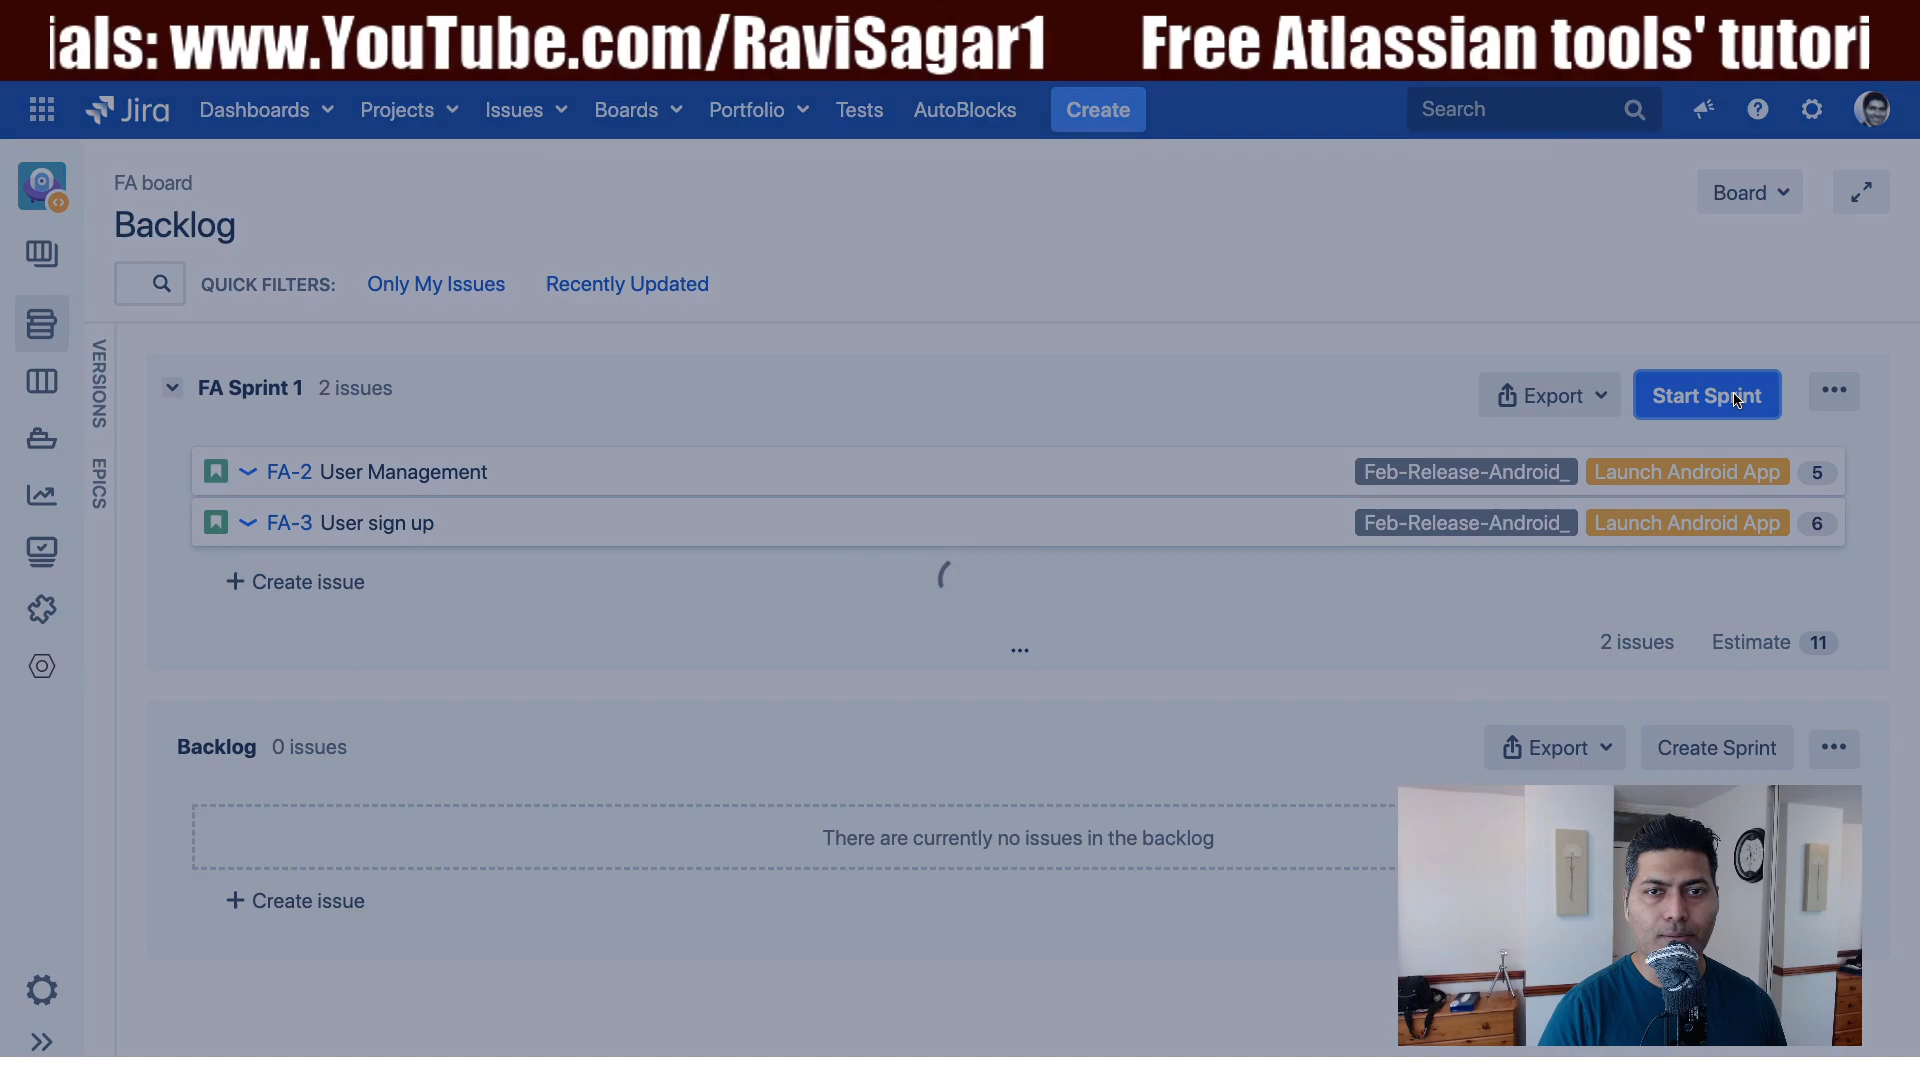 ials: www.YouTube.com/RaviSagar1 Free Atlassian tools' tutori
Jira Dashboards Projects Issues Boards Portfolio Tests AutoBlocks Create Search
FA board
Backlog
Board
QUICK FILTERS: Only My Issues Recently Updated
VERSIONS
EPICS
FA Sprint 1 2 issues Export Start Sprint •••
FA-2 User Management Feb-Release-Android_ Launch Android App 5
FA-3 User sign up Feb-Release-Android_ Launch Android App 6
+ Create issue
...
2 issues Estimate 11
Backlog 0 issues Export Create Sprint •••
There are currently no issues in the backlog
+ Create issue